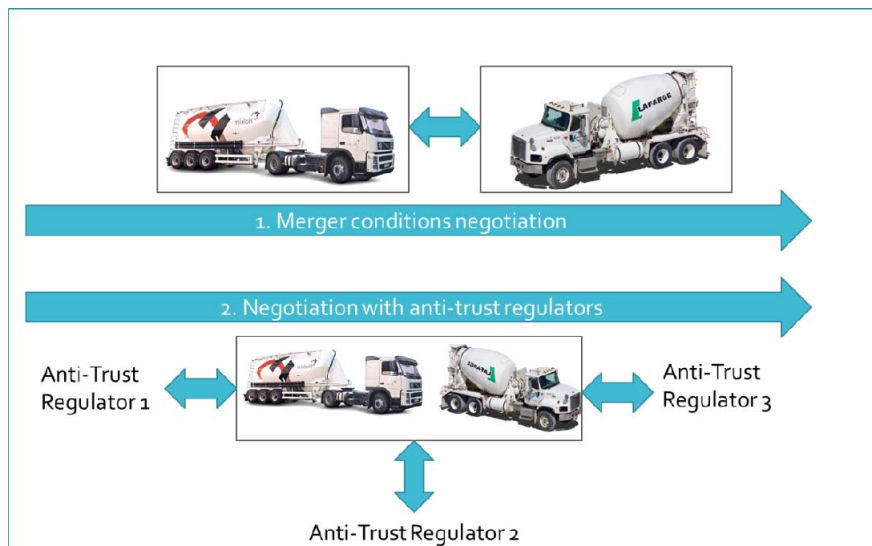 LAFARGE
1. Merger conditions negotiation
2. Negotiation with anti-trust regulators
Anti-Trust
Regulator 1
LAFARGE
Anti-Trust
Regulator 3
Anti-Trust Regulator 2